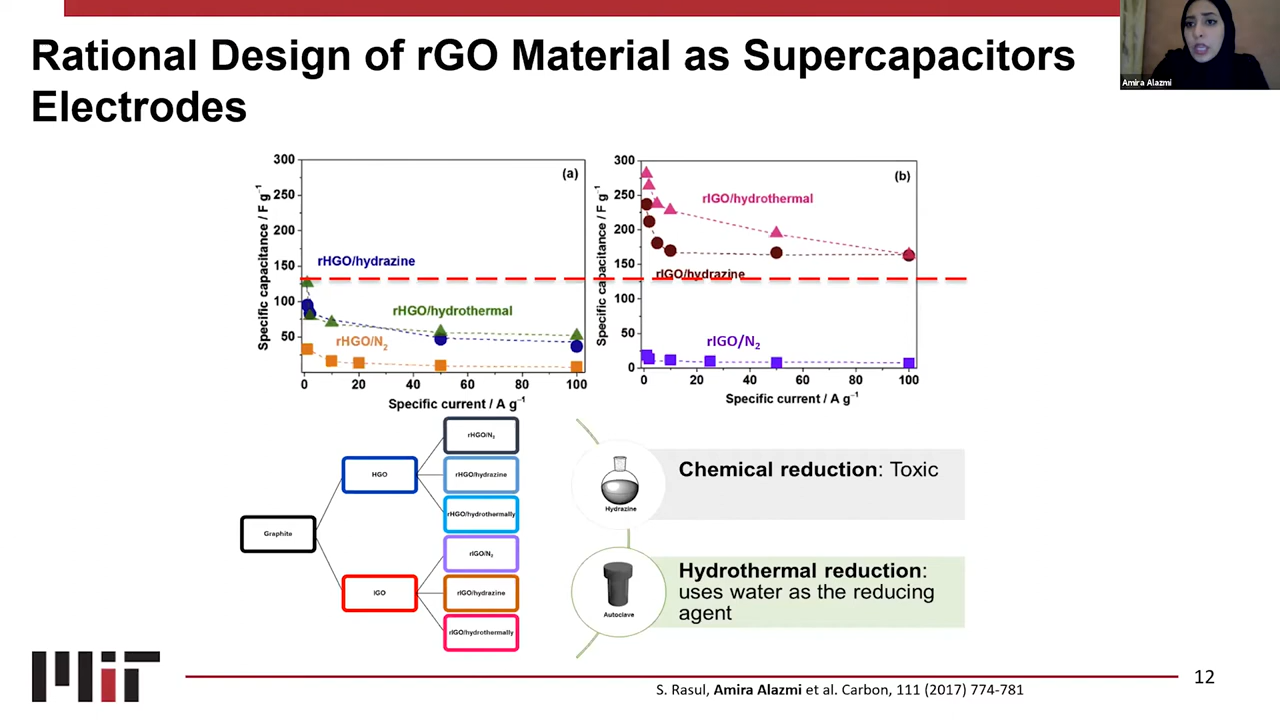 Rational Design of rGO Material as Supercapacitors
Electrodes
Amira Alazmi
300
250
200
150
100
50
Specific capacitance / F g⁻¹
(a)
rHGO/hydrazine
rHGO/hydrothermal
rHGO/N₂
0
20
40
60
80
100
Specific current / A g⁻¹
300
250
200
150
100
50
0
Specific capacitance / F g⁻¹
(b)
rIGO/hydrothermal
rIGO/hydrazine
rIGO/N₂
0
20
40
60
80
100
Specific current / A g⁻¹
Graphite
HGO
IGO
rHGO/N₂
rHGO/hydrazine
rHGO/hydrothermally
rIGO/N₂
rIGO/hydrazine
rIGO/hydrothermally
Hydrazine
Chemical reduction: Toxic
Autoclave
Hydrothermal reduction:
uses water as the reducing
agent
MIT
S. Rasul, Amira Alazmi et al. Carbon, 111 (2017) 774-781
12